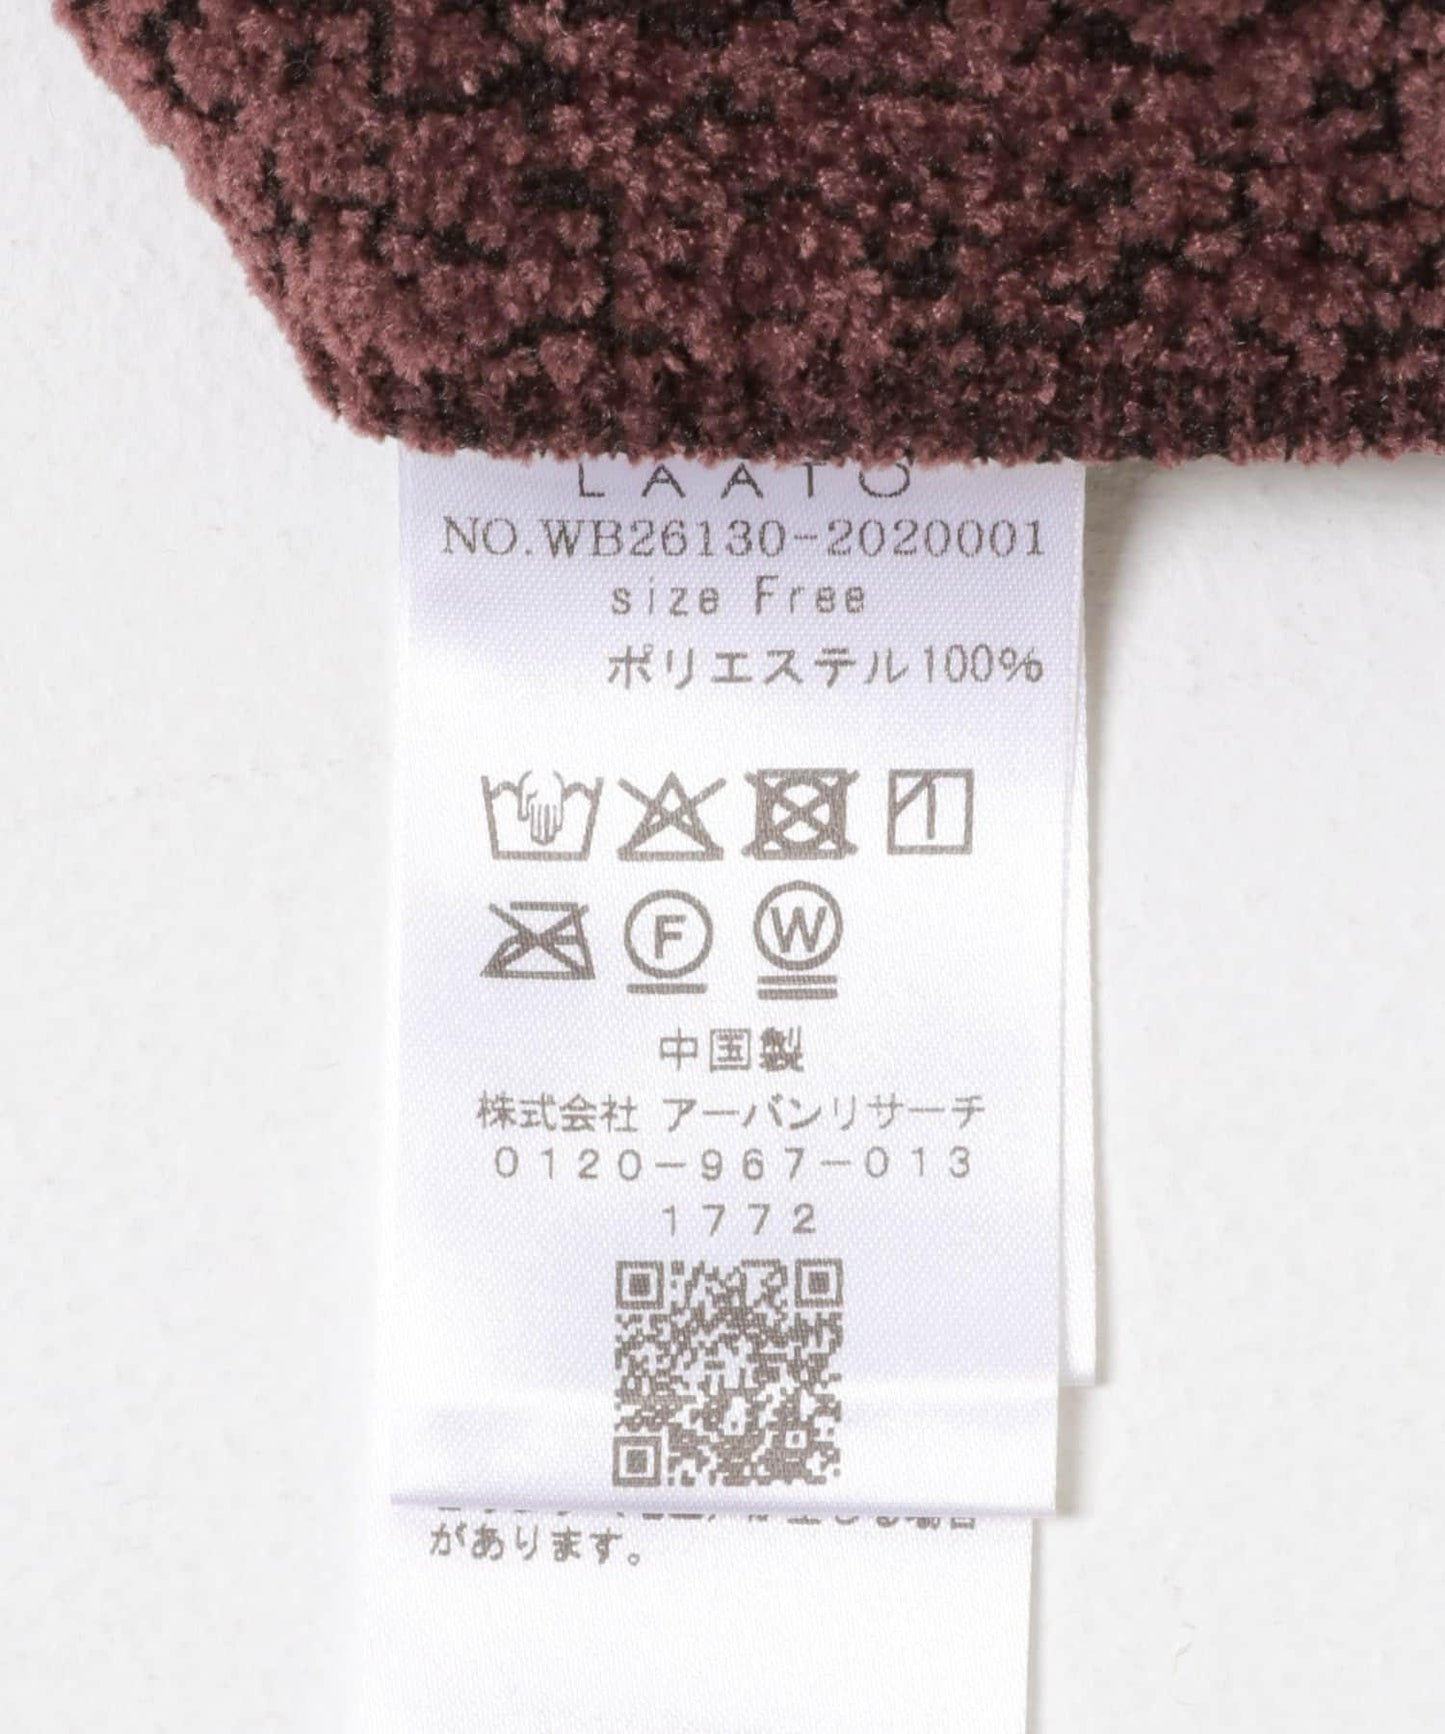 LAATO
NO.WB26130-2020001
size Free
ポリエステル100%
F W
中国製
株式会社 アーバンリサーチ
0120-967-013
1772
があります。